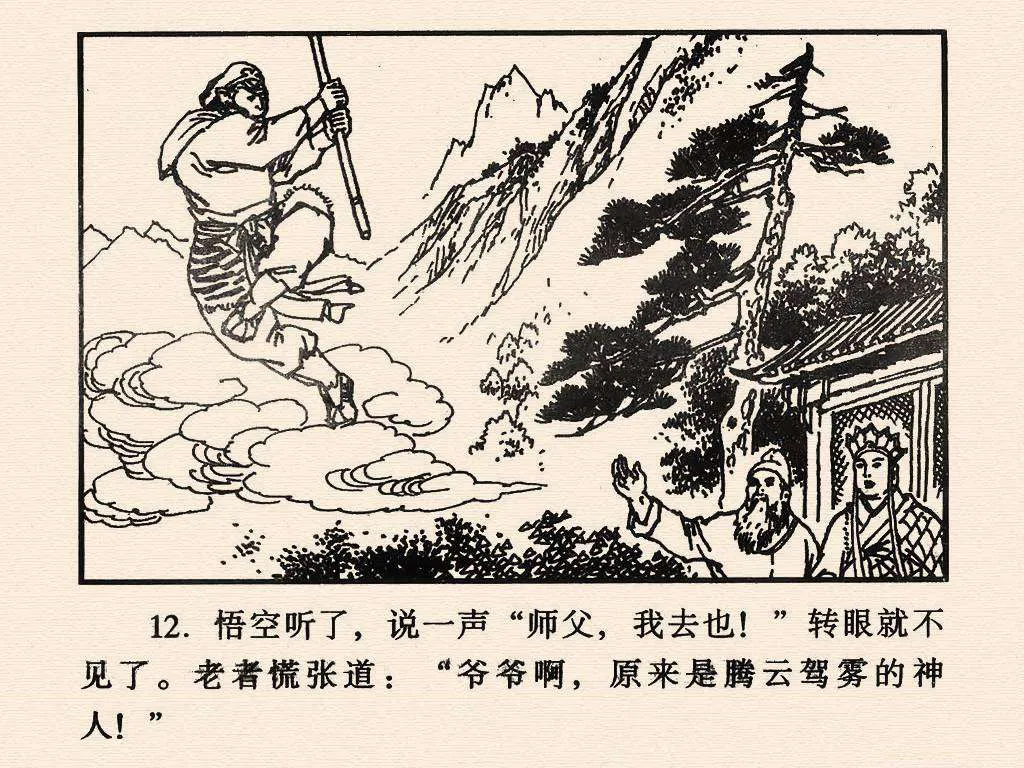 12. 悟空听了，说一声“师父，我去也！”转眼就不
见了。老者慌张道：“爷爷啊，原来是腾云驾雾的神
人！”